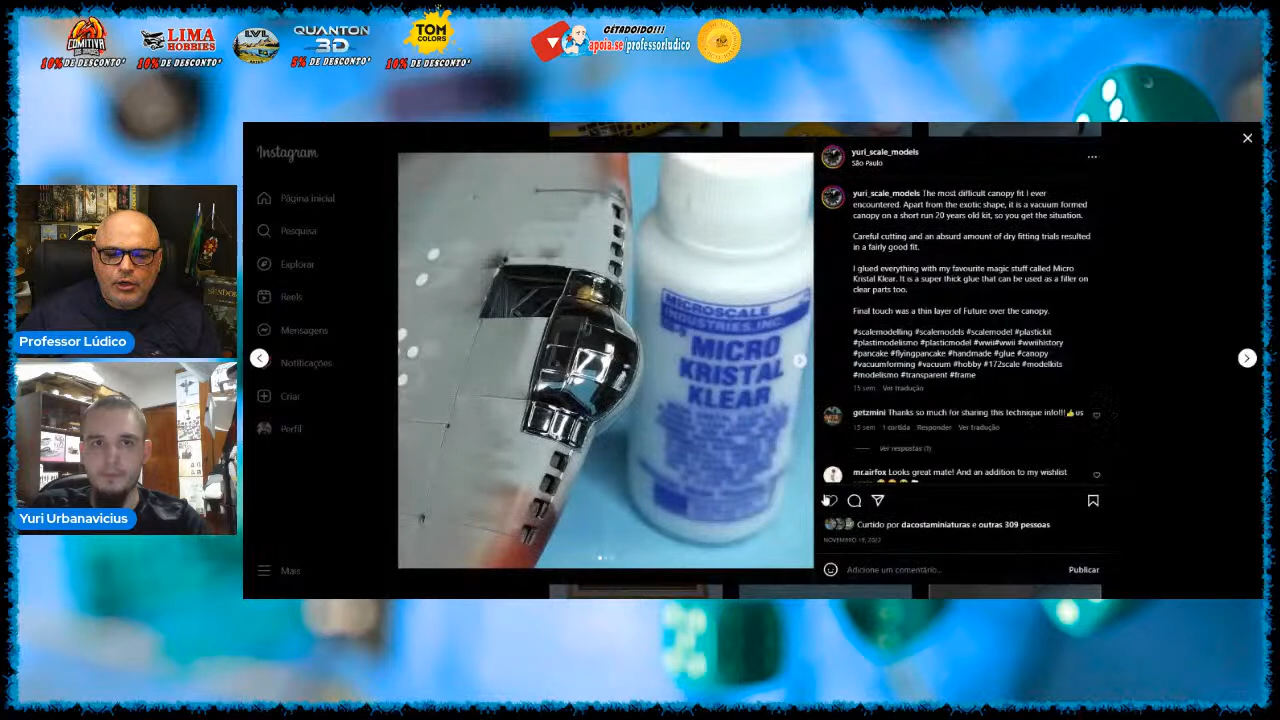 COMITIVA
10% DE DESCONTO*
LIMA
HOBBIES
10% DE DESCONTO*
LVL
QUANTON
3D
5% DE DESCONTO*
TOM
COLORS
10% DE DESCONTO*
GÊTADOIDO!!!
apoia.se/professorludico
Instagram
Página inicial
Pesquisa
Explorar
Reels
Mensagens
Notificações
Criar
Perfil
Mais
Professor Lúdico
Yuri Urbanavicius
MICROSCALE
MICRO
KRISTAL
KLEAR
yuri_scale_models
São Paulo
yuri_scale_models The most difficult canopy fit I ever
encountered. Apart from the exotic shape, it is a vacuum formed
canopy on a short run 20 years old kit, so you get the situation.
Careful cutting and an absurd amount of dry fitting trials resulted
in a fairly good fit.
I glued everything with my favourite magic stuff called Micro
Kristal Klear. It is a super thick glue that can be used as a filler on
clear parts too.
Final touch was a thin layer of Future over the canopy.
#scalemodelling #scalemodels #scalemodel #plastickit
#plastimodelismo #plasticmodel #wwii#wwii #wwiihistory
#pancake #flyingpancake #handmade #glue #canopy
#vacuumforming #vacuum #hobby #172scale #modelkits
#modelismo #transparent #frame
15 sem Ver tradução
getzmini Thanks so much for sharing this technique info!!!👍us
15 sem 1 curtida Responder Ver tradução
Ver respostas (1)
mr.airfox Looks great mate! And an addition to my wishlist
Curtido por dacostaminiaturas e outras 309 pessoas
NOVEMBRO 19, 2022
Adicione um comentário...
Publicar